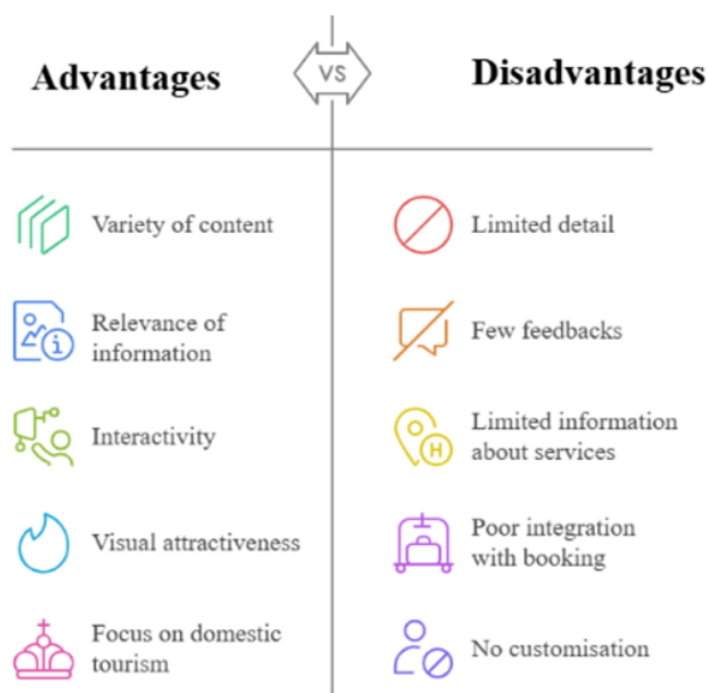 Advantages
VS
Disadvantages
Variety of content
Limited detail
Relevance of
information
Few feedbacks
Interactivity
Limited information
about services
H
Visual attractiveness
Poor integration
with booking
Focus on domestic
tourism
No customisation